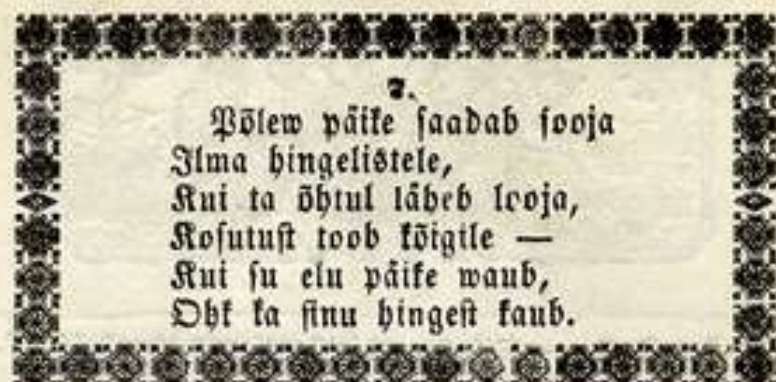 7.
Põlew päike saadab sooja
Ilma hingelistele,
Kui ta õhtul läheb looja,
Kosutust toob kõigile —
Kui su elu päike waub,
Ohk ka sinu hingest kaub.